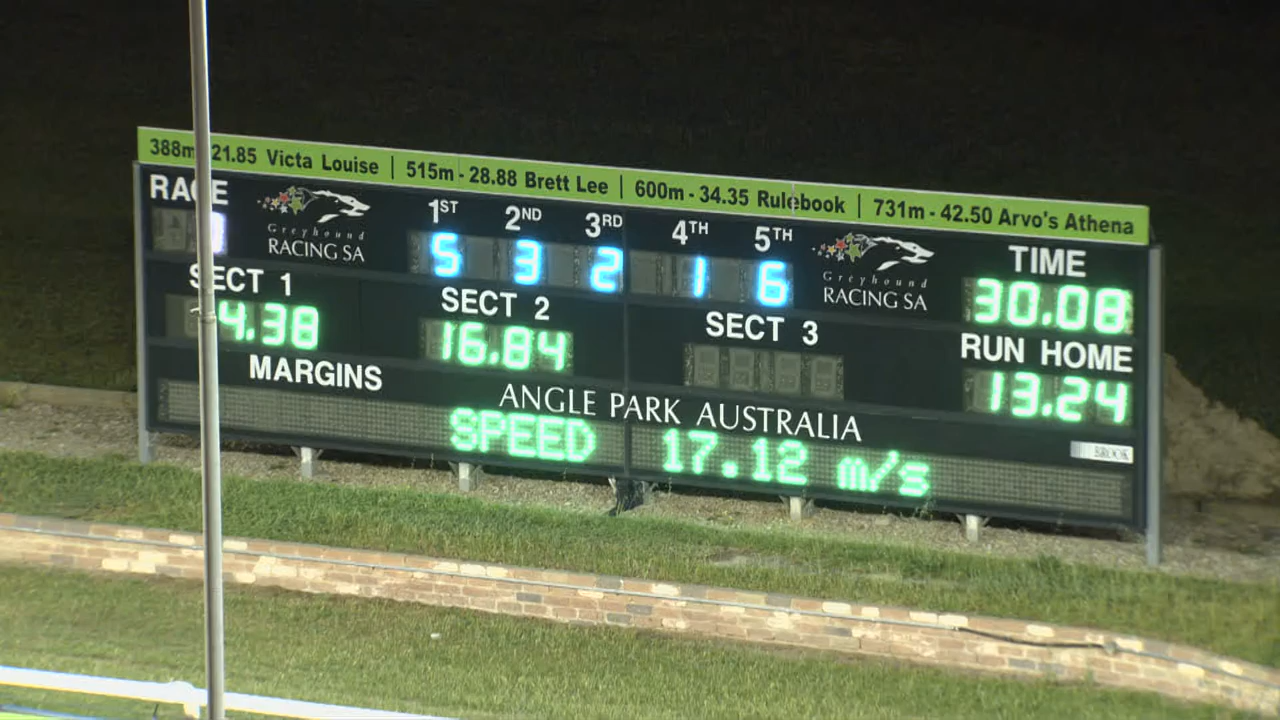 388m - 21.85 Victa Louise | 515m - 28.88 Brett Lee | 600m - 34.35 Rulebook | 731m - 42.50 Arvo's Athena
RACE
Greyhound
RACING SA
1ST 2ND 3RD 4TH 5TH
5 3 2 1 6
Greyhound
RACING SA
TIME
30.08
SECT 1
4.38
SECT 2
16.84
SECT 3
RUN HOME
13.24
MARGINS
ANGLE PARK AUSTRALIA
SPEED 17.12 m/s
BROOK